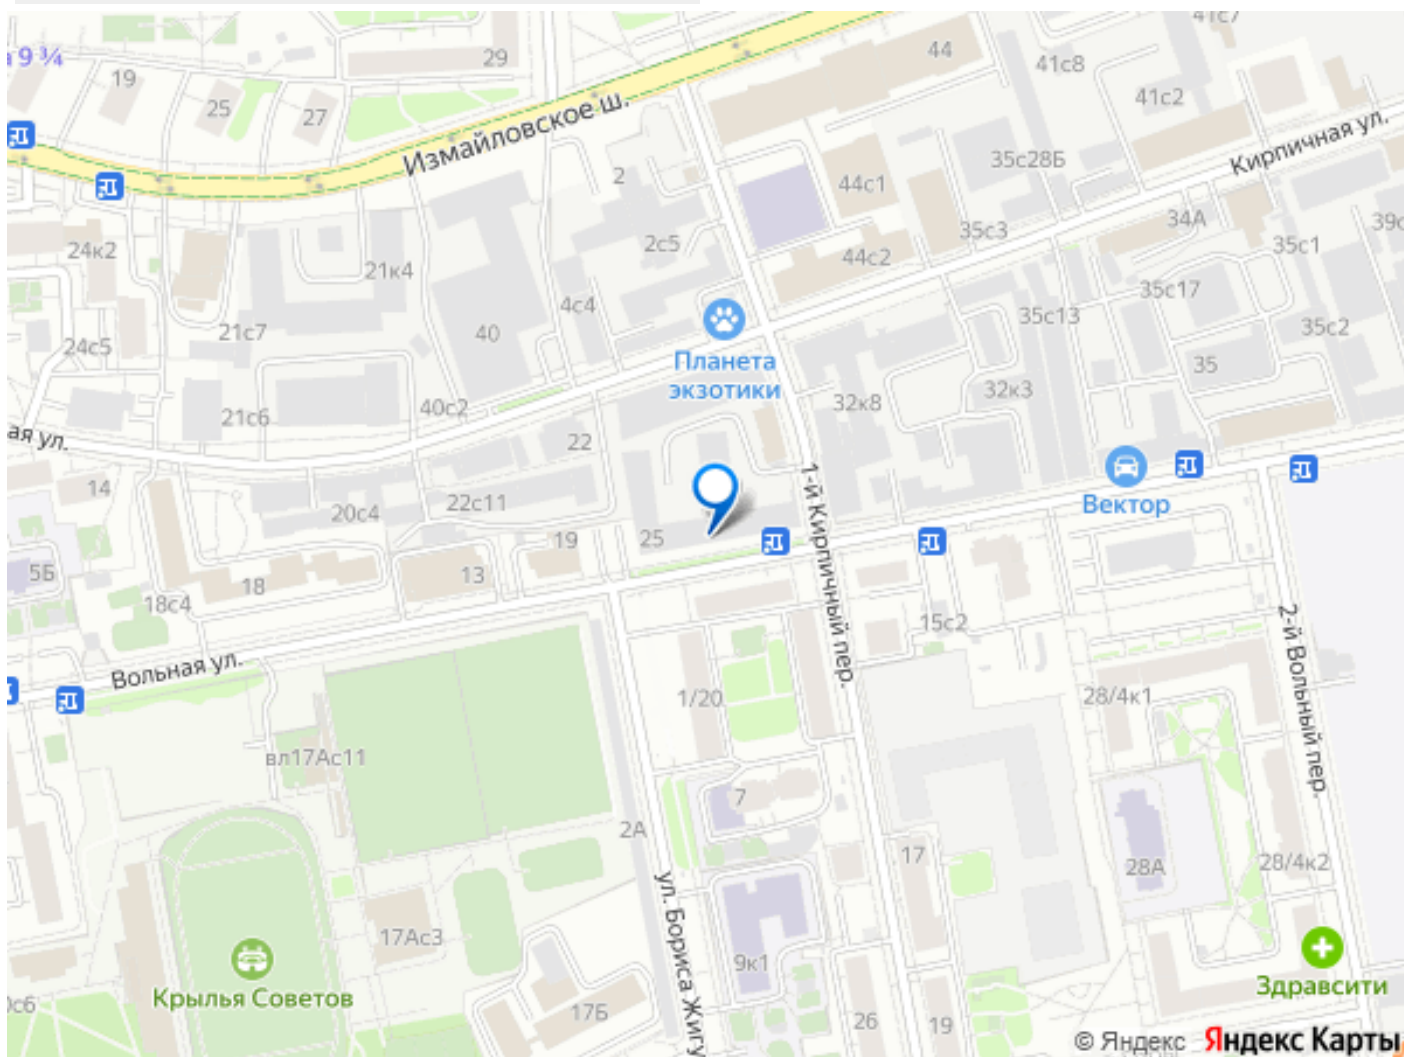 41с7
44
41с8
29
а 9 ¾
19
41с2
25
27
Измайловское ш.
Кирпичная ул.
35с28Б
2
44с1
34А
39с
24к2
2с5
35с3
35с1
44с2
21к4
35с17
4с4
35с13
35с2
21с7
40
24с5
Планета
экзотики
35
32к3
40с2
32к8
21с6
ая ул.
22
1-й Кирпичный пер.
14
22с11
Вектор
20с4
25
19
5Б
13
18
18с4
15с2
2-й Вольный пер.
Вольная ул.
1/20
28/4к1
вл17Ас11
7
2А
17
28А
28/4к2
ул. Бориса Жигу
17Ас3
9к1
Крылья Советов
Здравсити
0с6
17Б
26
19
© Яндекс Яндекс Карты